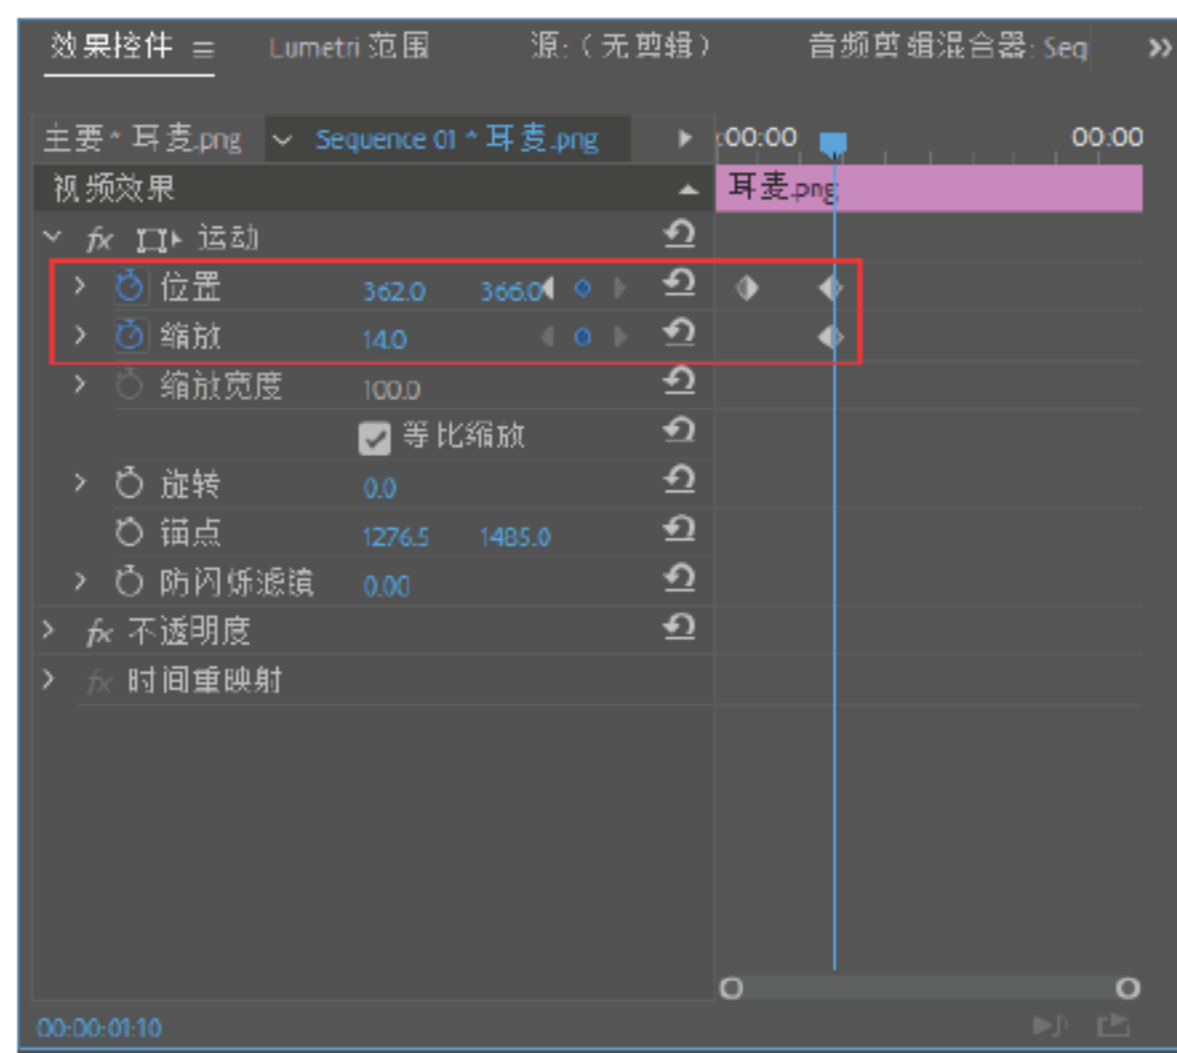 效果控件 Lumetri 范围 源:（无剪辑） 音频剪辑混合器: Seq
主要 * 耳麦.png Sequence 01 * 耳麦.png :00:00 00:00
视频效果 耳麦.png
fx 运动
位置 362.0 366.0
缩放 14.0
缩放宽度 100.0
等比缩放
旋转 0.0
锚点 1276.5 1485.0
防闪烁滤镜 0.00
fx 不透明度
fx 时间重映射
00:00:01:10